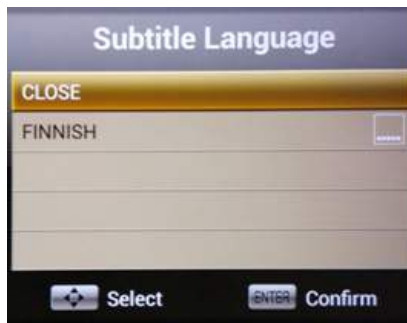 Subtitle Language
CLOSE
FINNISH
Select
ENTER Confirm